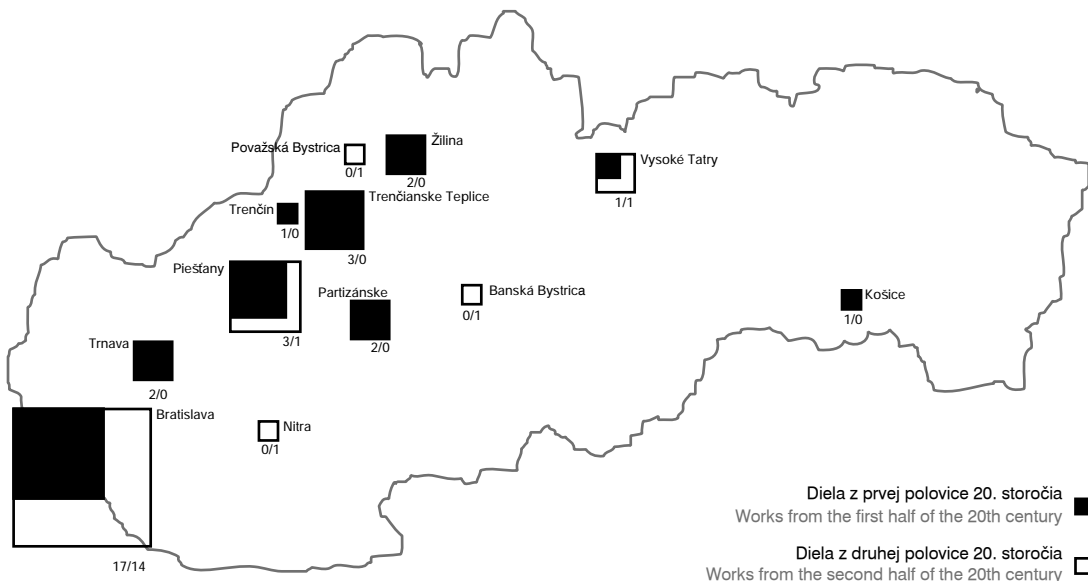 Považská Bystrica
0/1
Žilina
2/0
Vysoké Tatry
1/1
Trenčín
1/0
Trenčianske Teplice
3/0
Piešťany
3/1
Partizánske
2/0
Banská Bystrica
0/1
Košice
1/0
Trnava
2/0
Bratislava
17/14
Nitra
0/1
Diela z prvej polovice 20. storočia
Works from the first half of the 20th century
Diela z druhej polovice 20. storočia
Works from the second half of the 20th century